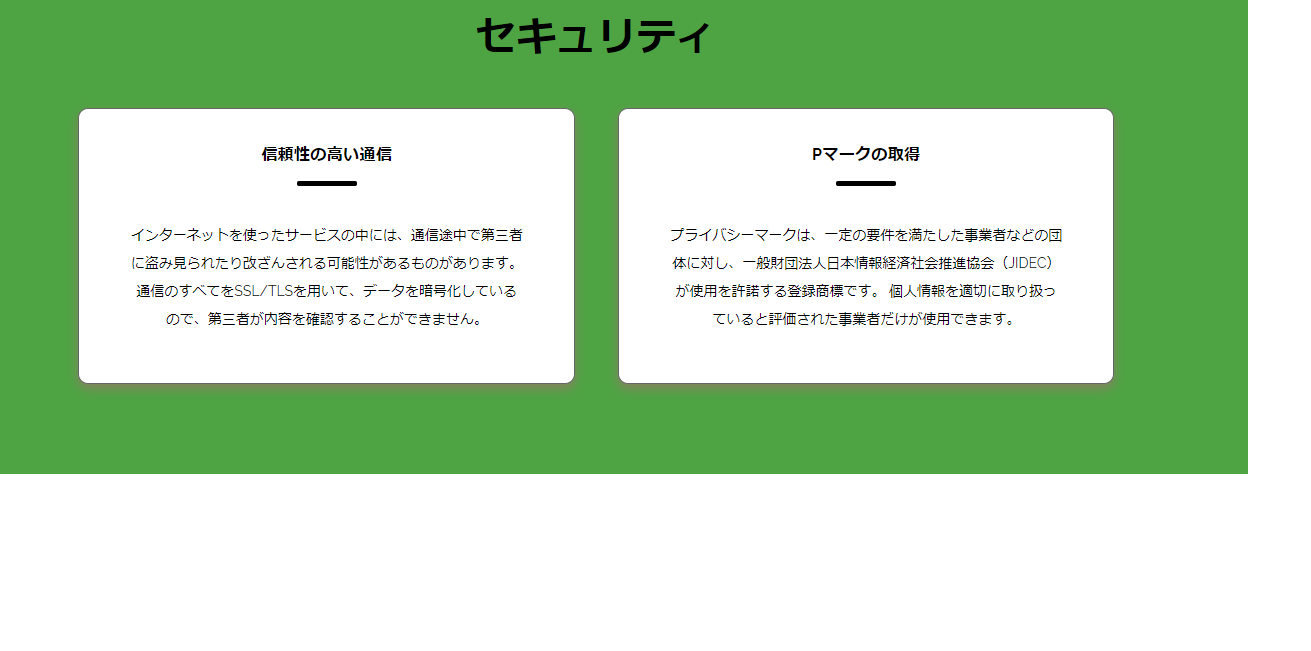 セキュリティ
信頼性の高い通信
インターネットを使ったサービスの中には、通信途中で第三者
に盗み見られたり改ざんされる可能性があるものがあります。
通信のすべてをSSL/TLSを用いて、データを暗号化している
ので、第三者が内容を確認することができません。
Pマークの取得
プライバシーマークは、一定の要件を満たした事業者などの団
体に対し、一般財団法人日本情報経済社会推進協会（JIDEC）
が使用を許諾する登録商標です。 個人情報を適切に取り扱っ
ていると評価された事業者だけが使用できます。